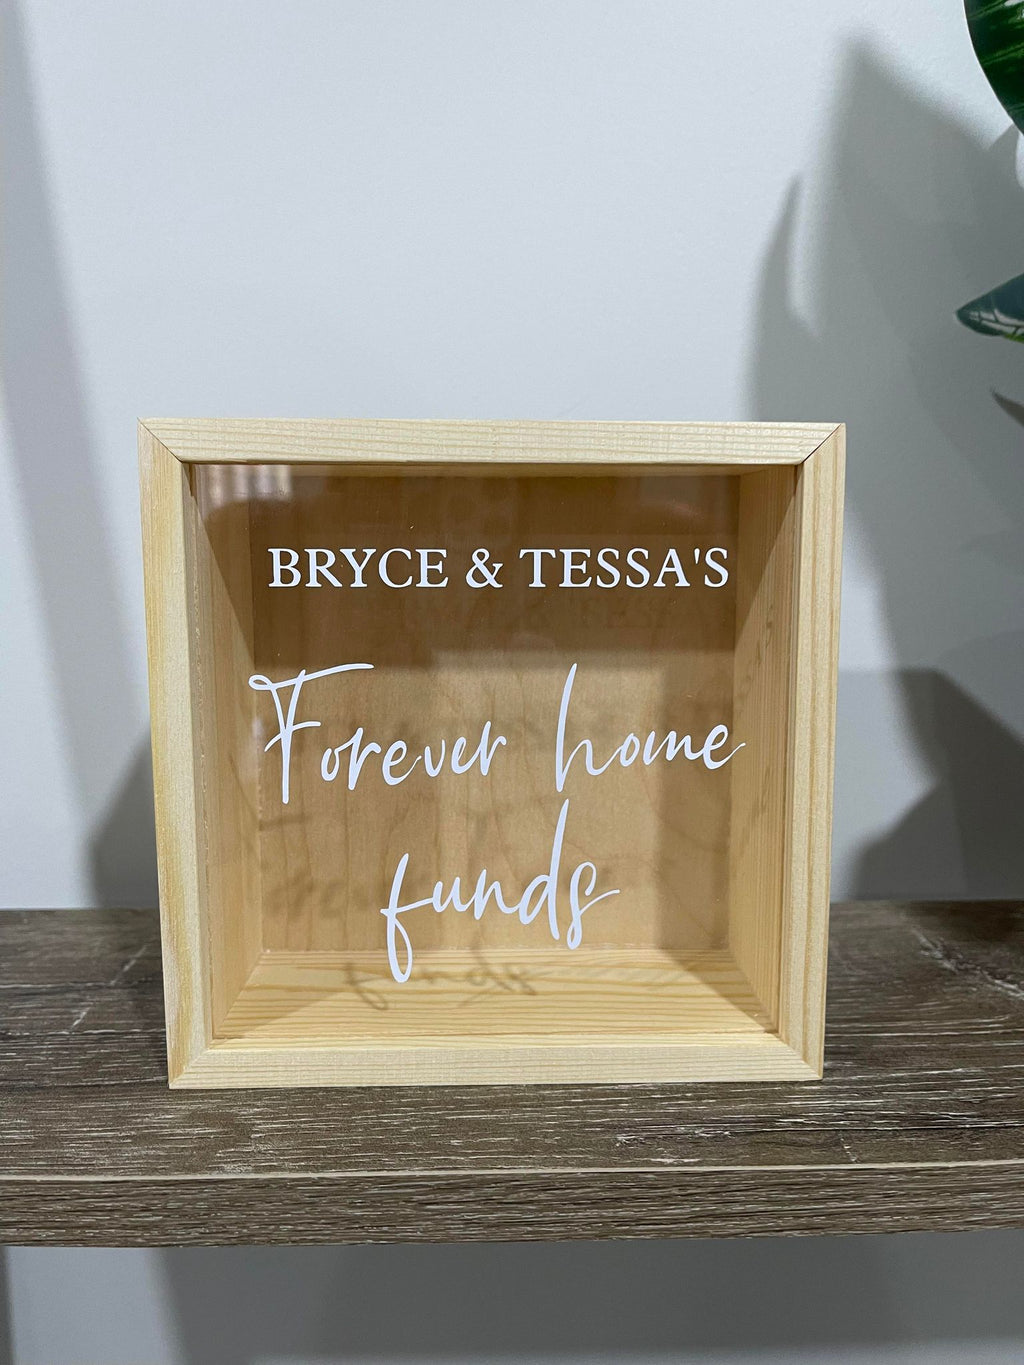 BRYCE & TESSA'S
Forever home
funds